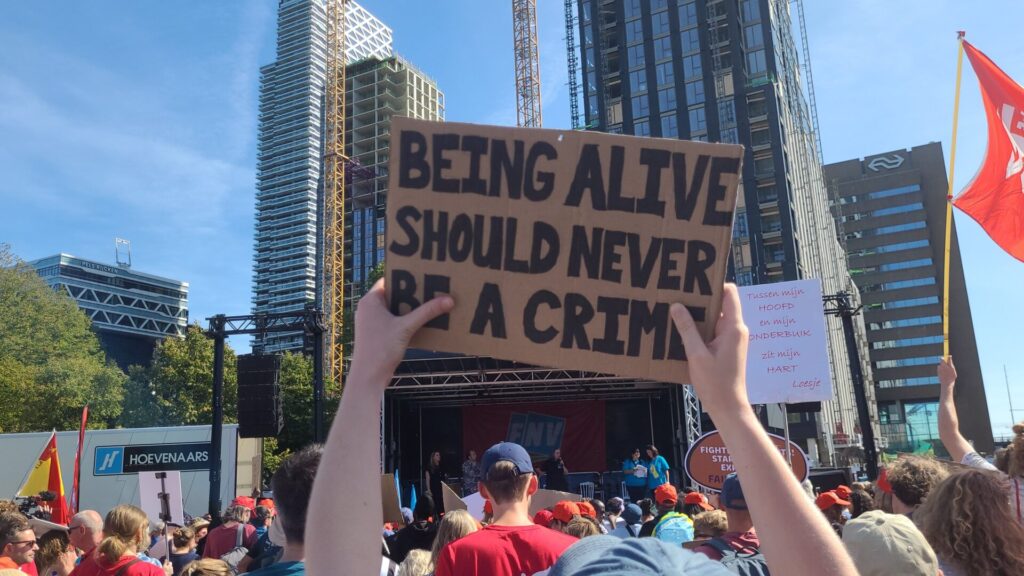 BEING ALIVE
SHOULD NEVER
BE A CRIME
Tussen mijn
HOOFD
en mijn
ONDERBUIK
zit mijn
HART
Loesje
HOEVENAARS
FNV